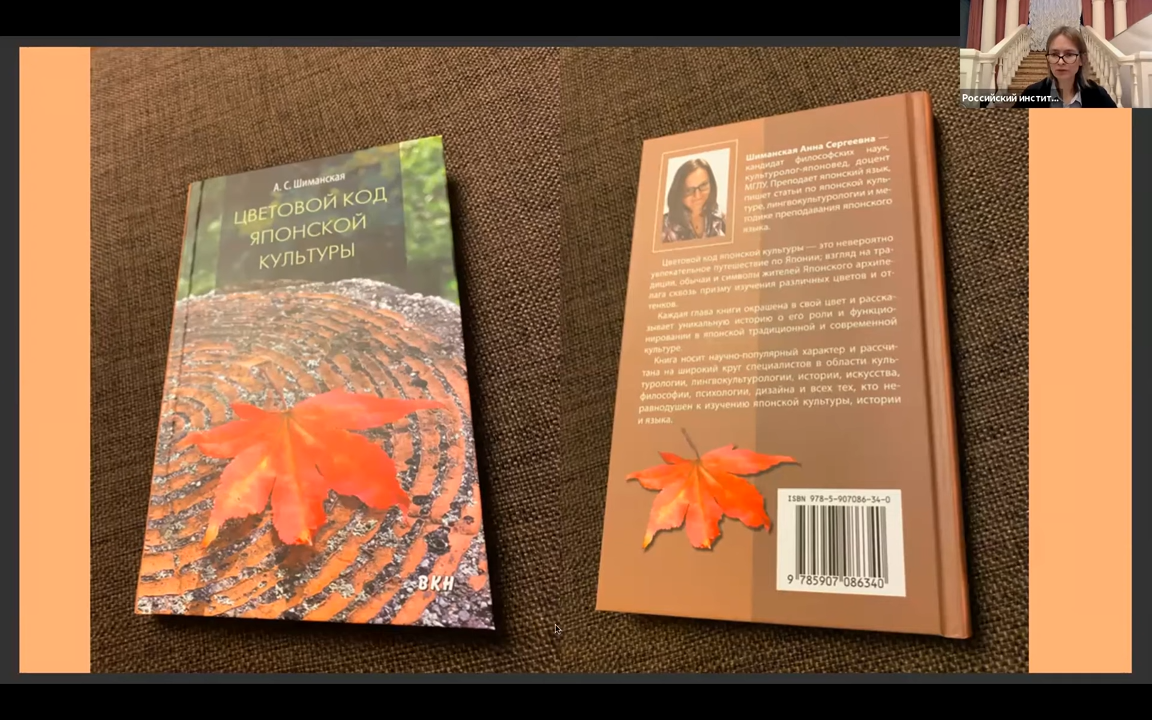 Российский инстит...
А. С. Шиманская
ЦВЕТОВОЙ КОД
ЯПОНСКОЙ
КУЛЬТУРЫ
ВКН
Шиманская Анна Сергеевна —
кандидат философских наук,
культуролог-японовед, доцент
МГЛУ. Преподает японский язык,
пишет статьи по японской куль-
туре, лингвокультурологии и ме-
тодике преподавания японского
языка.
Цветовой код японской культуры — это невероятно
увлекательное путешествие по Японии; взгляд на тра-
диции, обычаи и символы жителей Японского архипе-
лага сквозь призму изучения различных цветов и от-
тенков.
Каждая глава книги окрашена в свой цвет и расска-
зывает уникальную историю о его роли и функцио-
нировании в японской традиционной и современной
культуре.
Книга носит научно-популярный характер и рассчи-
тана на широкий круг специалистов в области куль-
турологии, лингвокультурологии, истории, искусства,
философии, психологии, дизайна и всех тех, кто не-
равнодушен к изучению японской культуры, истории
и языка.
ISBN 978-5-907086-34-0
9 785907 086340